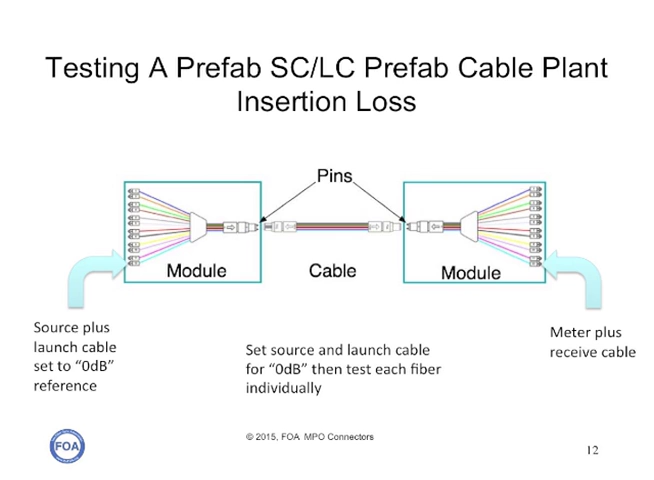 Testing A Prefab SC/LC Prefab Cable Plant
Insertion Loss
Pins
Module
Cable
Module
Source plus
launch cable
set to “0dB”
reference
Set source and launch cable
for “0dB” then test each fiber
individually
Meter plus
receive cable
FOA
© 2015, FOA MPO Connectors
12